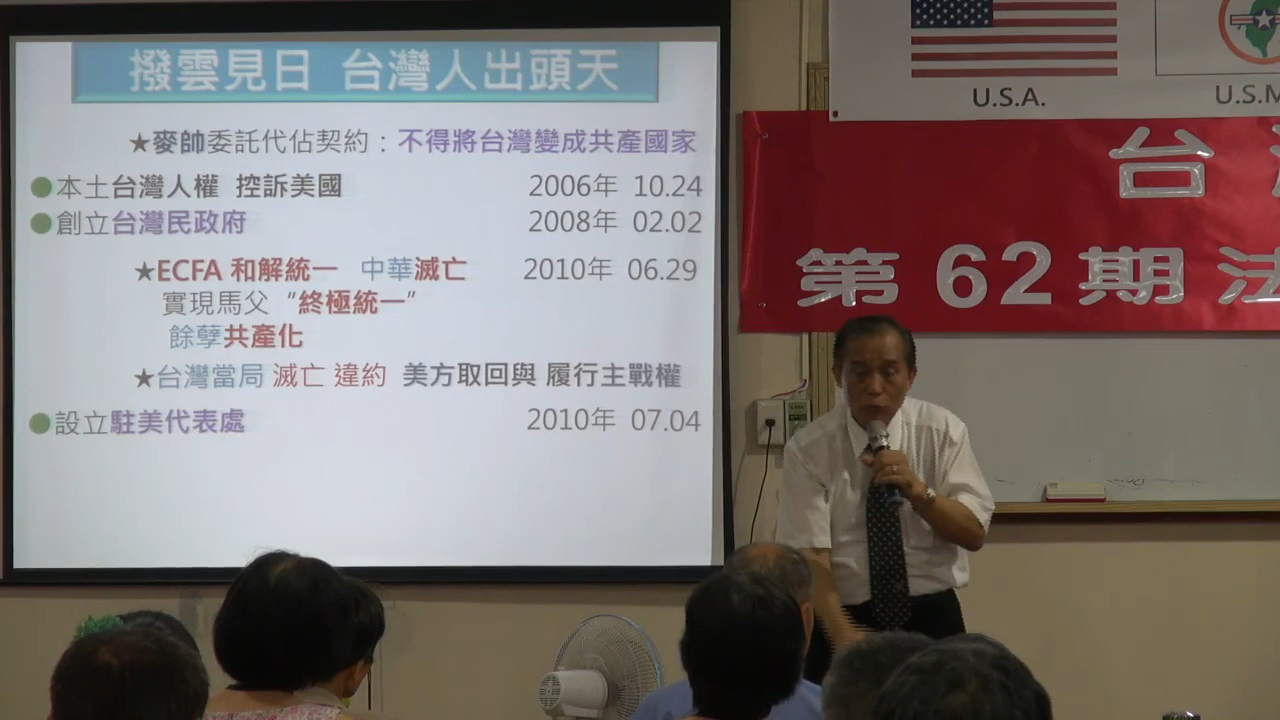 撥雲見日 台灣人出頭天
★麥帥委託代佔契約：不得將台灣變成共產國家
●本土台灣人權 控訴美國 2006年 10.24
●創立台灣民政府 2008年 02.02
★ECFA 和解統一 中華滅亡 2010年 06.29
實現馬父“終極統一”
餘孽共產化
★台灣當局 滅亡 違約 美方取回與 履行主戰權
●設立駐美代表處 2010年 07.04
U.S.A.
U.S.M
台
第 62 期 法